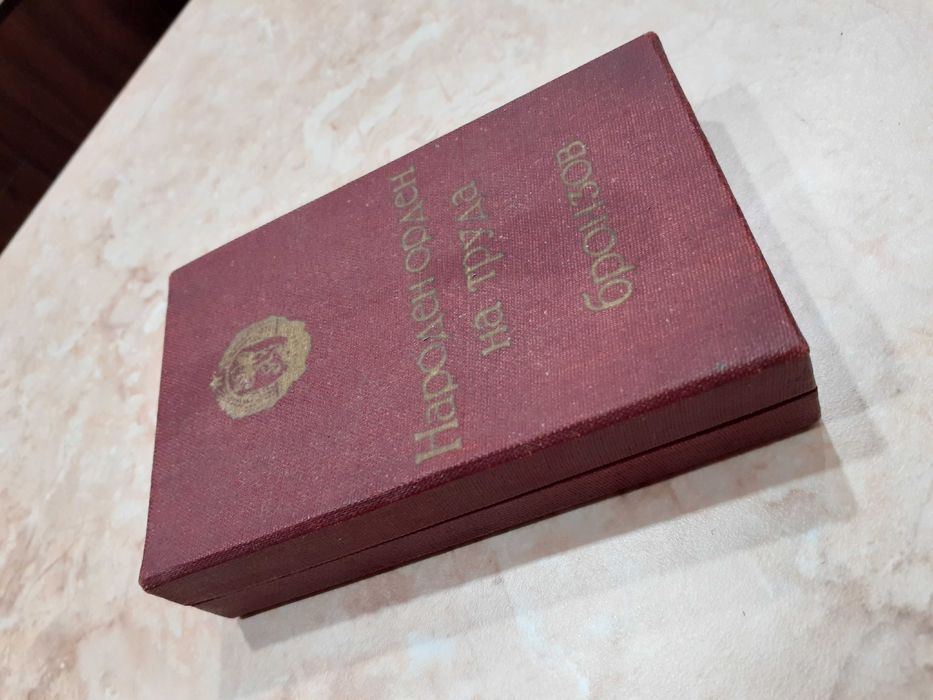 Народен орден
на труда
бронзов